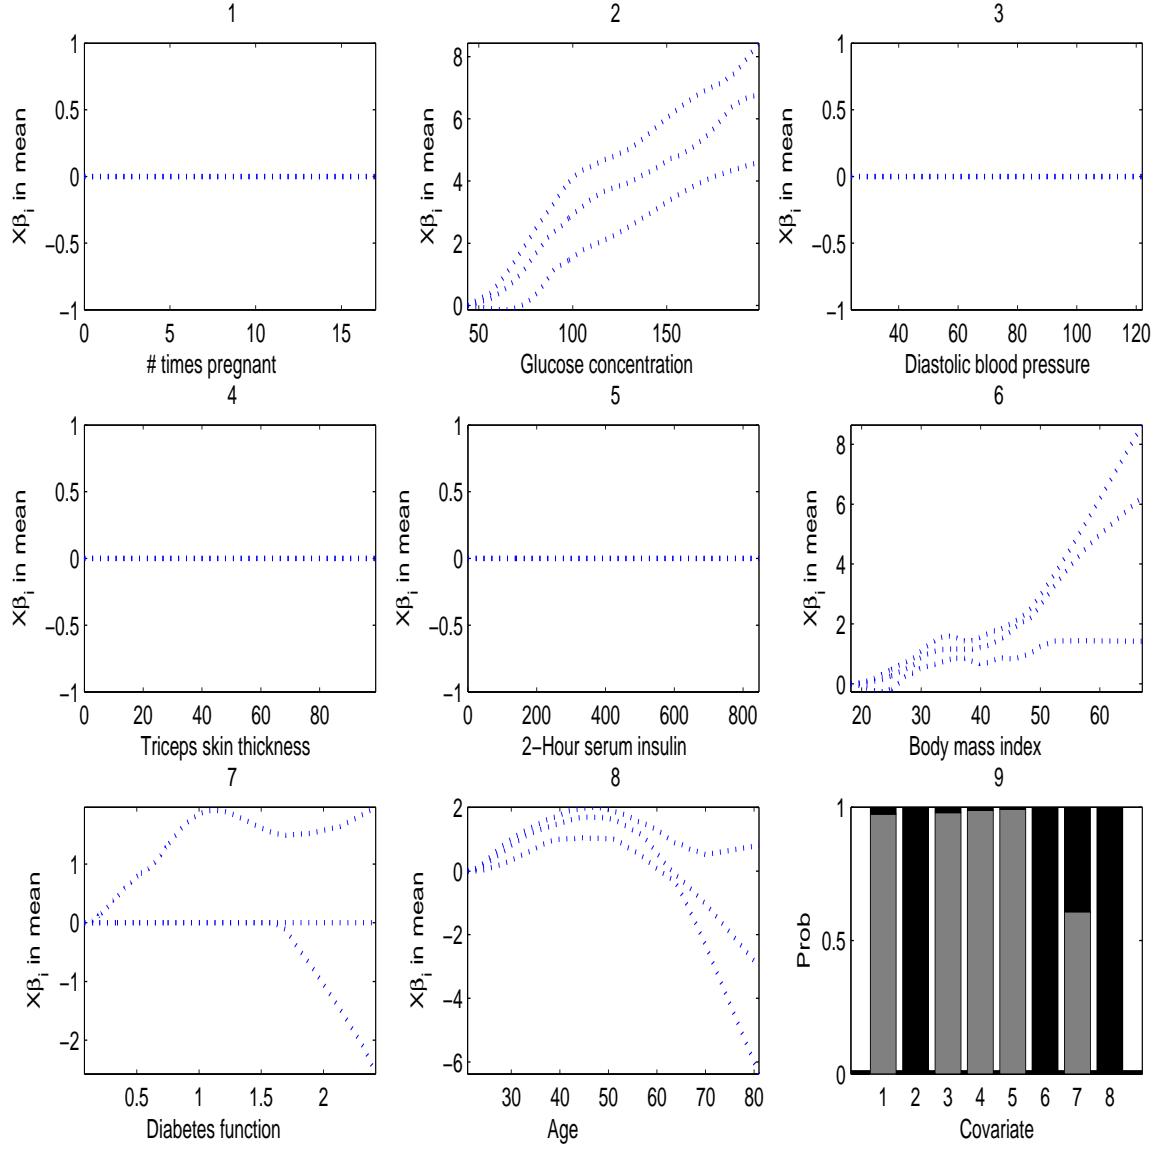 1
Xβi in mean
1
0.5
0
−0.5
−1
0 5 10 15
# times pregnant
2
Xβi in mean
8
6
4
2
0
50 100 150
Glucose concentration
3
Xβi in mean
1
0.5
0
−0.5
−1
40 60 80 100 120
Diastolic blood pressure
4
Xβi in mean
1
0.5
0
−0.5
−1
0 20 40 60 80
Triceps skin thickness
5
Xβi in mean
1
0.5
0
−0.5
−1
0 200 400 600 800
2−Hour serum insulin
6
Xβi in mean
8
6
4
2
0
20 30 40 50 60
Body mass index
7
Xβi in mean
1
0
−1
−2
0.5 1 1.5 2
Diabetes function
8
Xβi in mean
2
0
−2
−4
−6
30 40 50 60 70 80
Age
9
Prob
1
0.5
0
1 2 3 4 5 6 7 8
Covariate